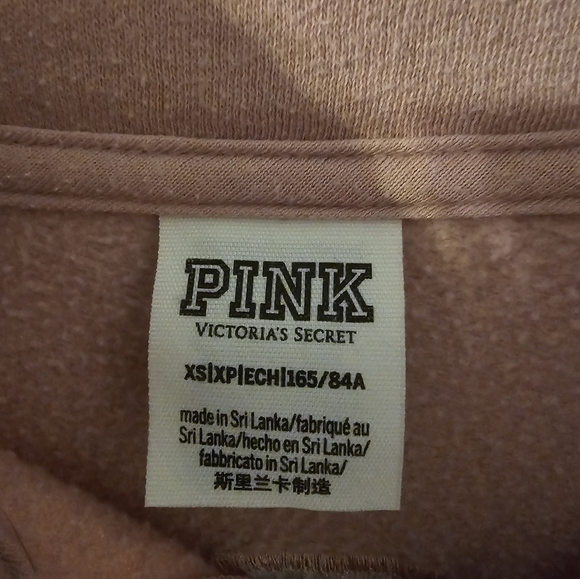 PINK
VICTORIA'S SECRET
XS|XP|ECH|165/84A
made in Sri Lanka/fabriqué au
Sri Lanka/hecho en Sri Lanka/
fabbricato in Sri Lanka/
斯里兰卡制造